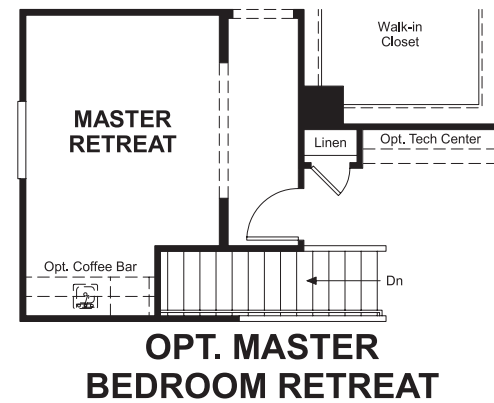 Walk-in
Closet
MASTER
RETREAT
Linen
Opt. Tech Center
Opt. Coffee Bar
Dn
OPT. MASTER
BEDROOM RETREAT